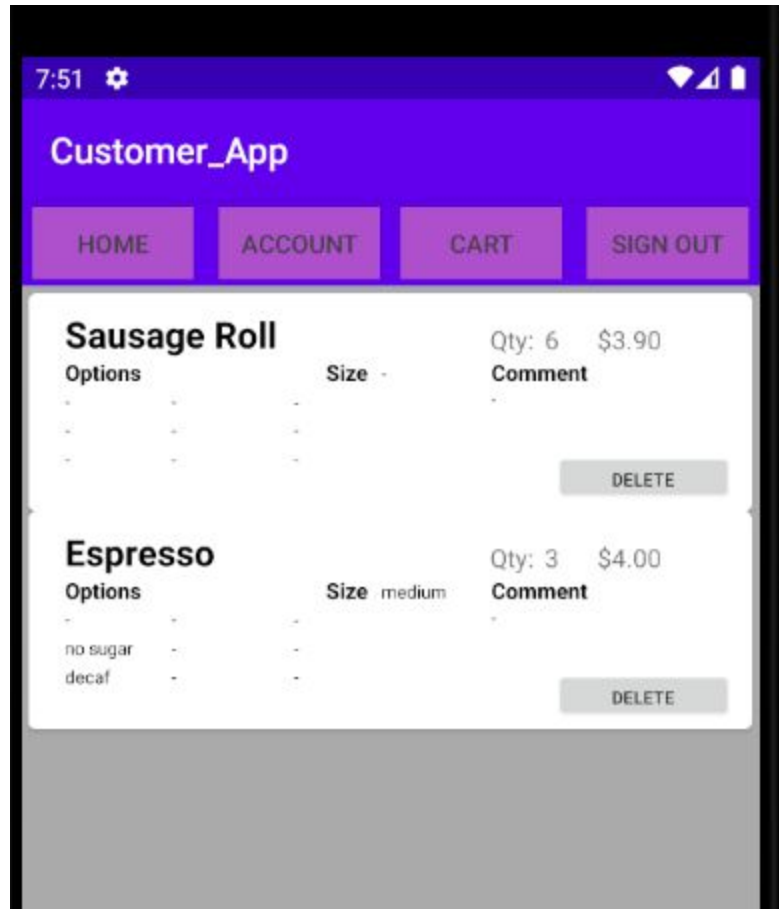 7:51
Customer_App
HOME ACCOUNT CART SIGN OUT
Sausage Roll Qty: 6 $3.90
Options Size - Comment
- - - -
- - -
- - -
DELETE
Espresso Qty: 3 $4.00
Options Size medium Comment
- - - -
no sugar - -
decaf - -
DELETE